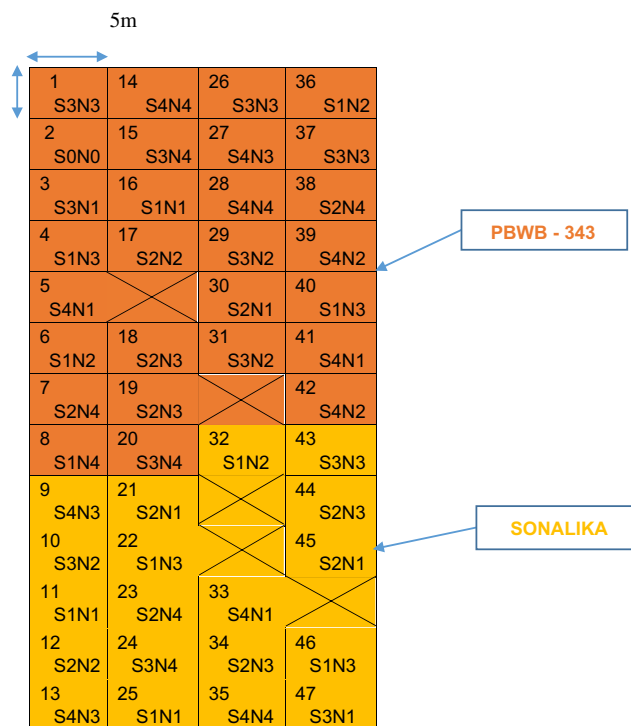 5m
1 14 26 36
S3N3 S4N4 S3N3 S1N2
2 15 27 37
S0N0 S3N4 S4N3 S3N3
3 16 28 38
S3N1 S1N1 S4N4 S2N4
4 17 29 39
S1N3 S2N2 S3N2 S4N2
PBWB - 343
5 30 40
S4N1 S2N1 S1N3
6 18 31 41
S1N2 S2N3 S3N2 S4N1
7 19 42
S2N4 S2N3 S4N2
8 20 32 43
S1N4 S3N4 S1N2 S3N3
9 21 44
S4N3 S2N1 S2N3
SONALIKA
10 22 45
S3N2 S1N3 S2N1
11 23 33
S1N1 S2N4 S4N1
12 24 34 46
S2N2 S3N4 S2N3 S1N3
13 25 35 47
S4N3 S1N1 S4N4 S3N1